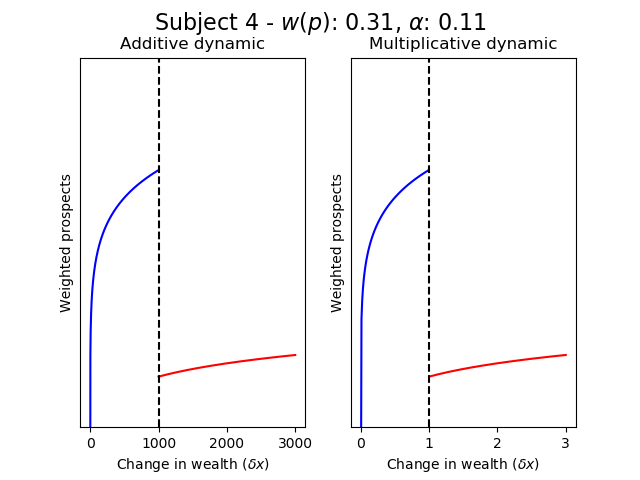 Subject 4 - w(p): 0.31, α: 0.11
Additive dynamic
Weighted prospects
0 1000 2000 3000
Change in wealth (δx)
Multiplicative dynamic
Weighted prospects
0 1 2 3
Change in wealth (δx)